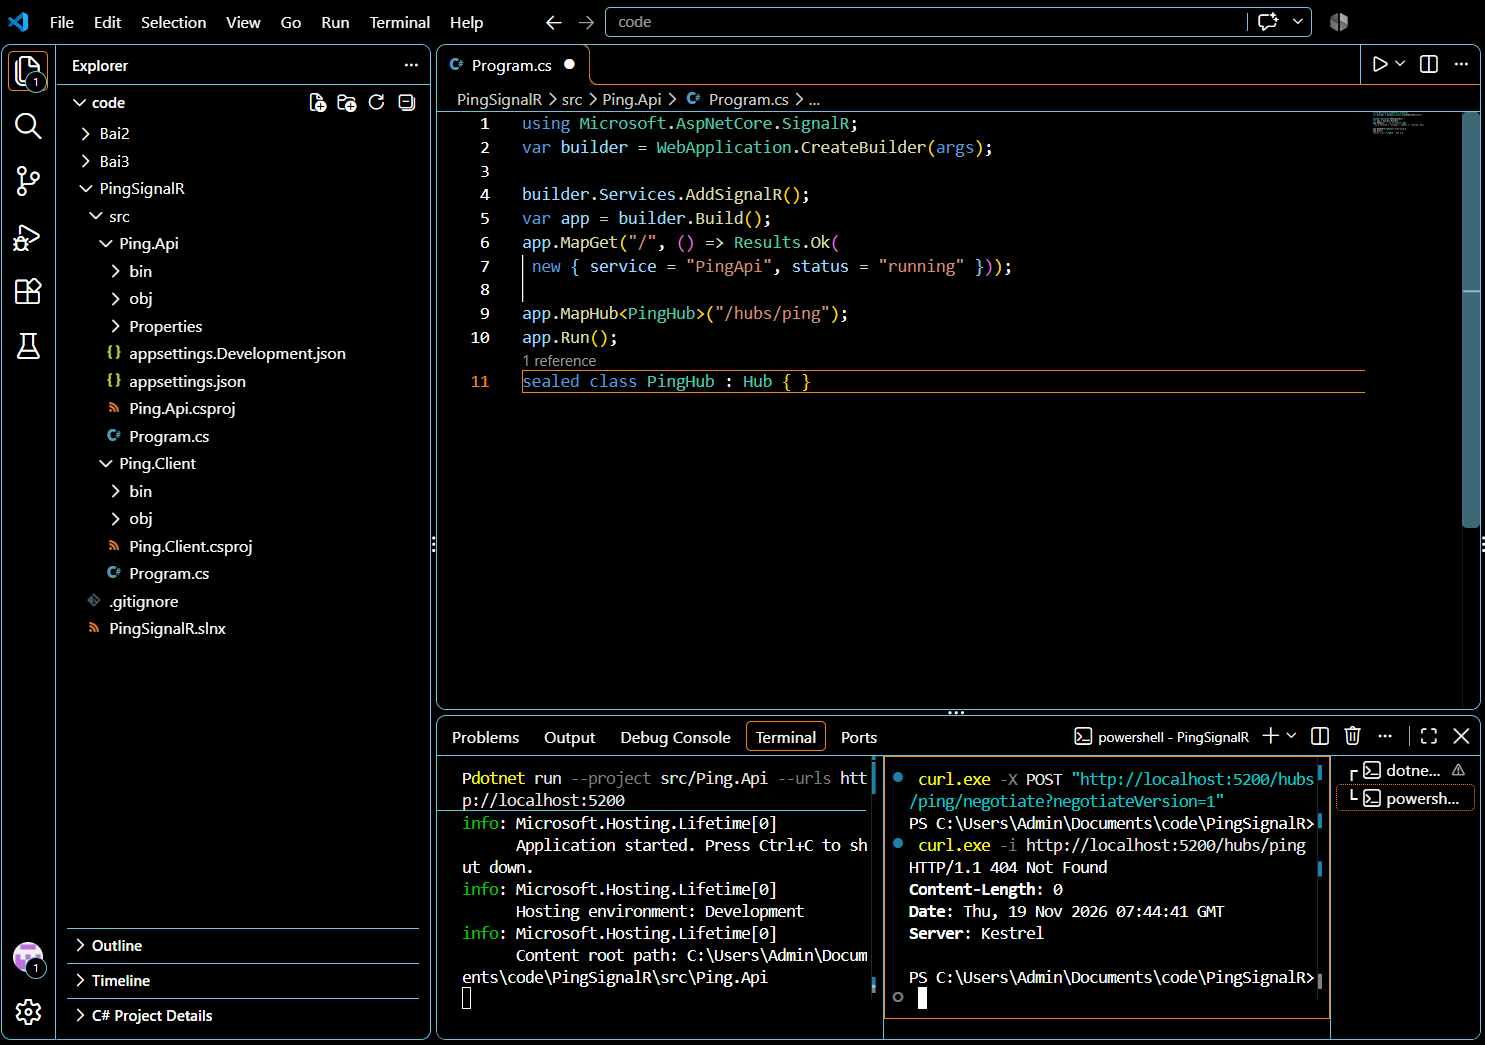 File Edit Selection View Go Run Terminal Help
code
Explorer
code
Bai2
Bai3
PingSignalR
src
Ping.Api
bin
obj
Properties
{} appsettings.Development.json
{} appsettings.json
Ping.Api.csproj
C# Program.cs
Ping.Client
bin
obj
Ping.Client.csproj
C# Program.cs
.gitignore
PingSignalR.slnx
Outline
Timeline
C# Project Details
1
1
C# Program.cs
PingSignalR > src > Ping.Api > C# Program.cs > ...
1 using Microsoft.AspNetCore.SignalR;
2 var builder = WebApplication.CreateBuilder(args);
3
4 builder.Services.AddSignalR();
5 var app = builder.Build();
6 app.MapGet("/", () => Results.Ok(
7 new { service = "PingApi", status = "running" }));
8
9 app.MapHub<PingHub>("/hubs/ping");
10 app.Run();
1 reference
11 sealed class PingHub : Hub { }
Problems Output Debug Console Terminal Ports
powershell - PingSignalR
Pdotnet run --project src/Ping.Api --urls htt
p://localhost:5200
info: Microsoft.Hosting.Lifetime[0]
Application started. Press Ctrl+C to sh
ut down.
info: Microsoft.Hosting.Lifetime[0]
Hosting environment: Development
info: Microsoft.Hosting.Lifetime[0]
Content root path: C:\Users\Admin\Docum
ents\code\PingSignalR\src\Ping.Api
curl.exe -X POST "http://localhost:5200/hubs
/ping/negotiate?negotiateVersion=1"
PS C:\Users\Admin\Documents\code\PingSignalR>
curl.exe -i http://localhost:5200/hubs/ping
HTTP/1.1 404 Not Found
Content-Length: 0
Date: Thu, 19 Nov 2026 07:44:41 GMT
Server: Kestrel
PS C:\Users\Admin\Documents\code\PingSignalR>
dotne...
powersh...